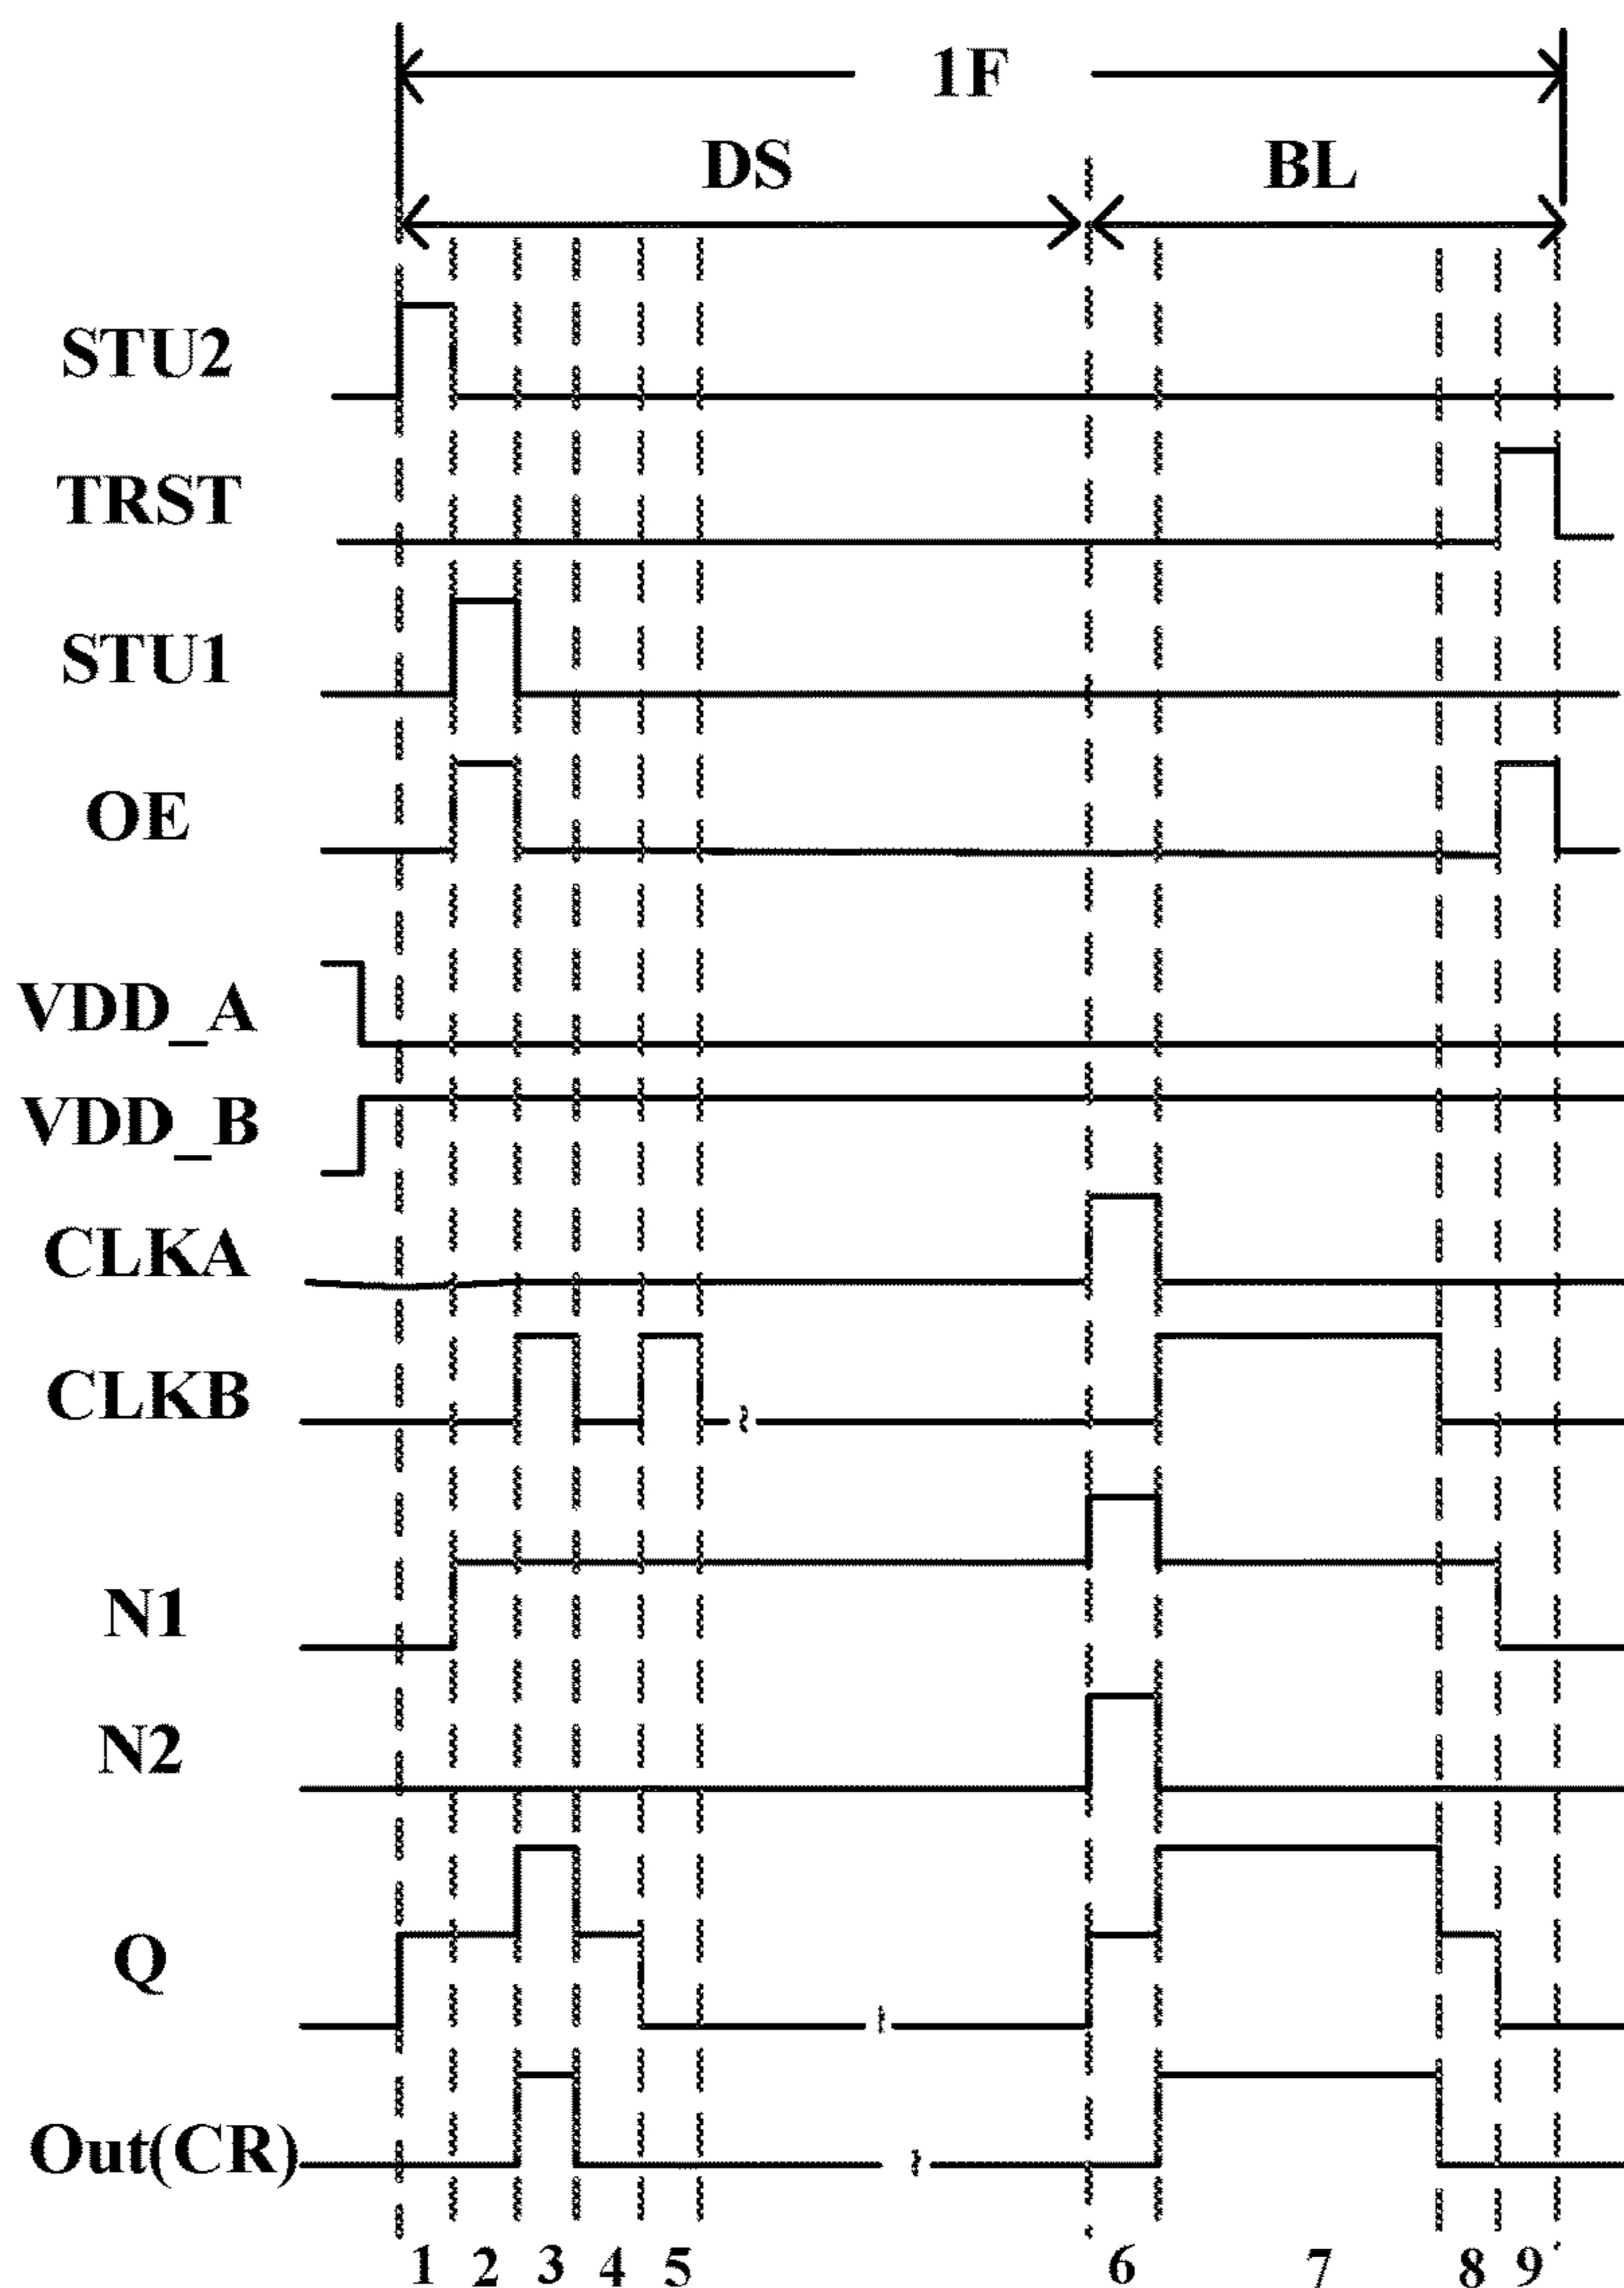 1F
DS BL
STU2
TRST
STU1
OE
VDD_A
VDD_B
CLKA
CLKB
N1
N2
Q
Out(CR)
1 2 3 4 5 6 7 8 9